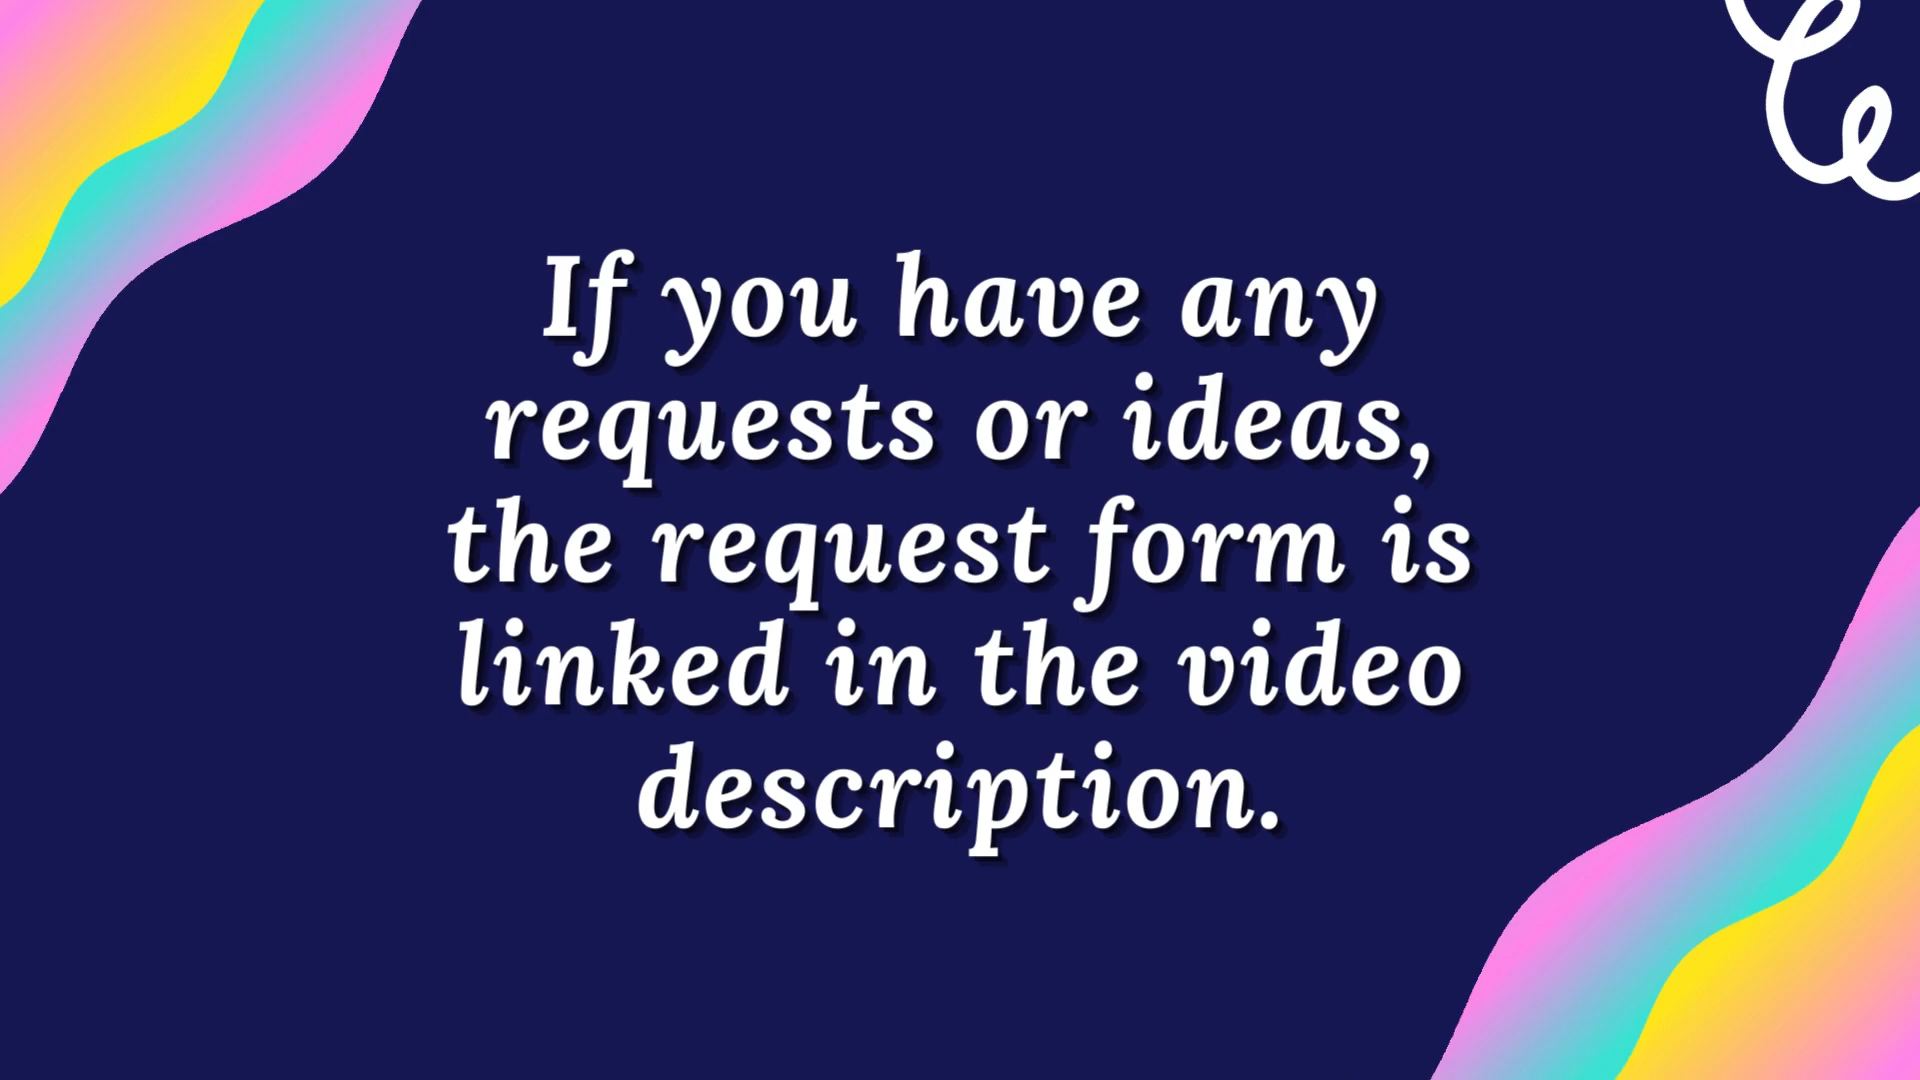 If you have any
requests or ideas,
the request form is
linked in the video
description.